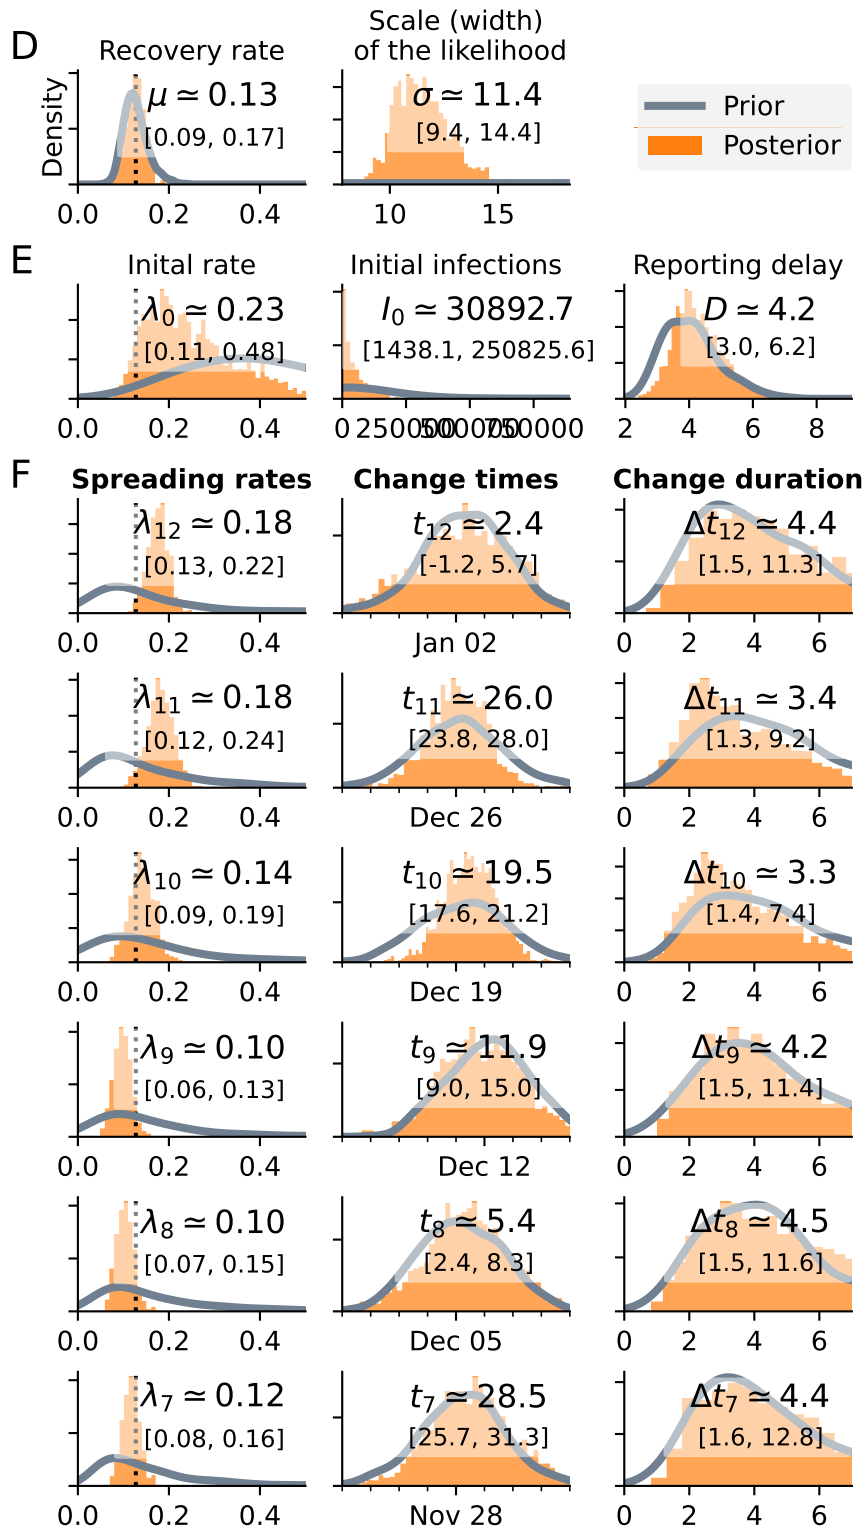 D
Recovery rate
Scale (width)
of the likelihood
Density
μ ≃ 0.13
[0.09, 0.17]
σ ≃ 11.4
[9.4, 14.4]
Prior
Posterior
0.0 0.2 0.4
10 15
E
Inital rate
Initial infections
Reporting delay
λ0 ≃ 0.23
[0.11, 0.48]
I0 ≃ 30892.7
[1438.1, 250825.6]
D ≃ 4.2
[3.0, 6.2]
0.0 0.2 0.4
0 250000 500000 750000
2 4 6 8
F
Spreading rates
Change times
Change duration
λ12 ≃ 0.18
[0.13, 0.22]
t12 ≃ 2.4
[-1.2, 5.7]
Δt12 ≃ 4.4
[1.5, 11.3]
0.0 0.2 0.4
Jan 02
0 2 4 6
λ11 ≃ 0.18
[0.12, 0.24]
t11 ≃ 26.0
[23.8, 28.0]
Δt11 ≃ 3.4
[1.3, 9.2]
0.0 0.2 0.4
Dec 26
0 2 4 6
λ10 ≃ 0.14
[0.09, 0.19]
t10 ≃ 19.5
[17.6, 21.2]
Δt10 ≃ 3.3
[1.4, 7.4]
0.0 0.2 0.4
Dec 19
0 2 4 6
λ9 ≃ 0.10
[0.06, 0.13]
t9 ≃ 11.9
[9.0, 15.0]
Δt9 ≃ 4.2
[1.5, 11.4]
0.0 0.2 0.4
Dec 12
0 2 4 6
λ8 ≃ 0.10
[0.07, 0.15]
t8 ≃ 5.4
[2.4, 8.3]
Δt8 ≃ 4.5
[1.5, 11.6]
0.0 0.2 0.4
Dec 05
0 2 4 6
λ7 ≃ 0.12
[0.08, 0.16]
t7 ≃ 28.5
[25.7, 31.3]
Δt7 ≃ 4.4
[1.6, 12.8]
0.0 0.2 0.4
Nov 28
0 2 4 6